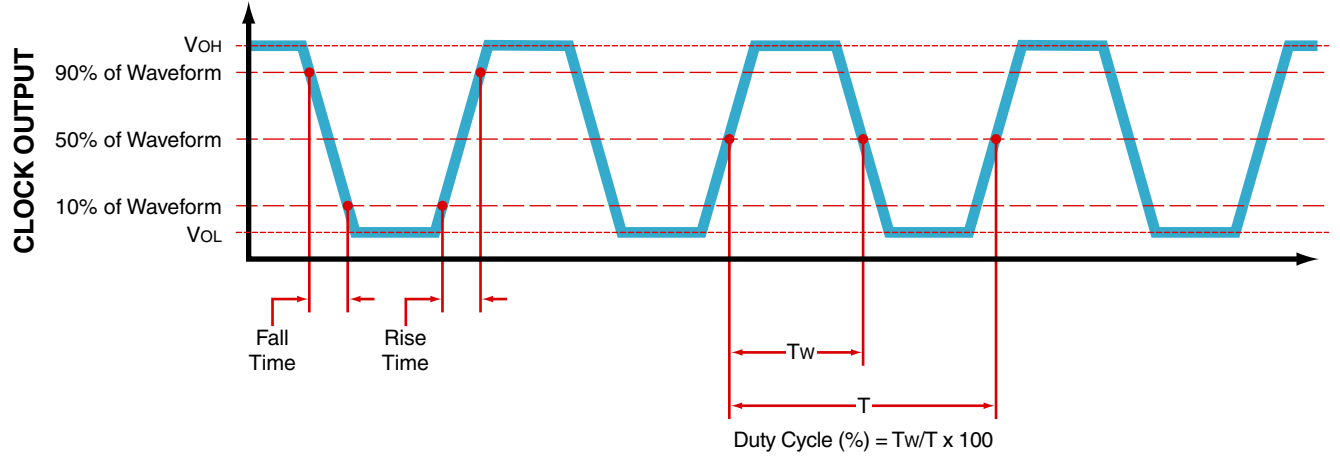 CLOCK OUTPUT
VOH
90% of Waveform
50% of Waveform
10% of Waveform
VOL
Fall
Time
Rise
Time
TW
T
Duty Cycle (%) = TW/T x 100